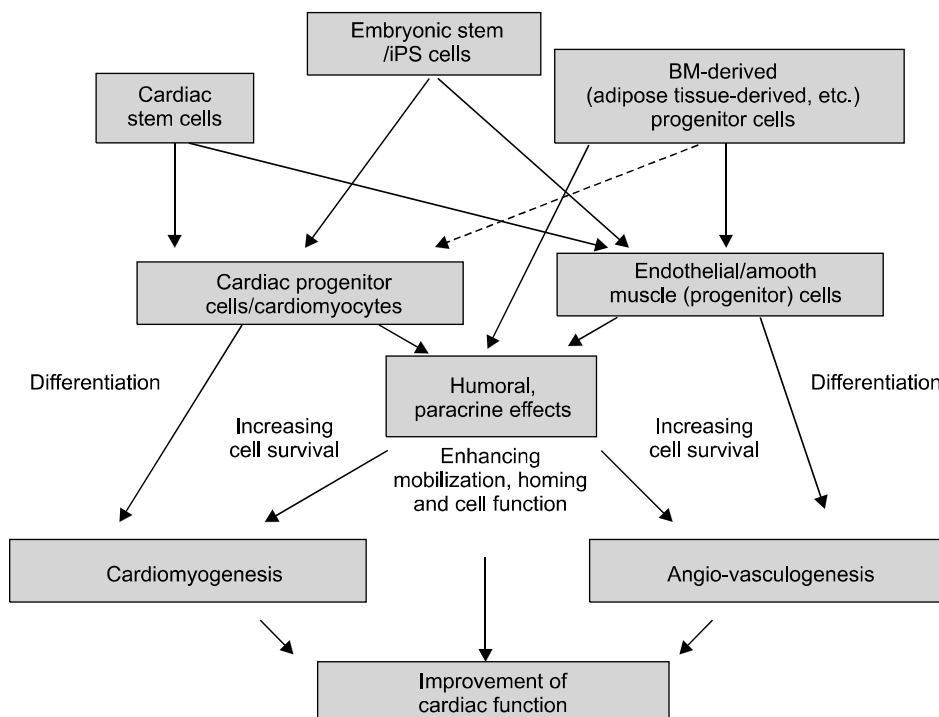 Embryonic stem
/iPS cells
Cardiac
stem cells
BM-derived
(adipose tissue-derived, etc.)
progenitor cells
Cardiac progenitor
cells/cardiomyocytes
Endothelial/amooth
muscle (progenitor) cells
Differentiation
Humoral,
paracrine effects
Differentiation
Increasing
cell survival
Enhancing
mobilization, homing
and cell function
Increasing
cell survival
Cardiomyogenesis
Angio-vasculogenesis
Improvement of
cardiac function